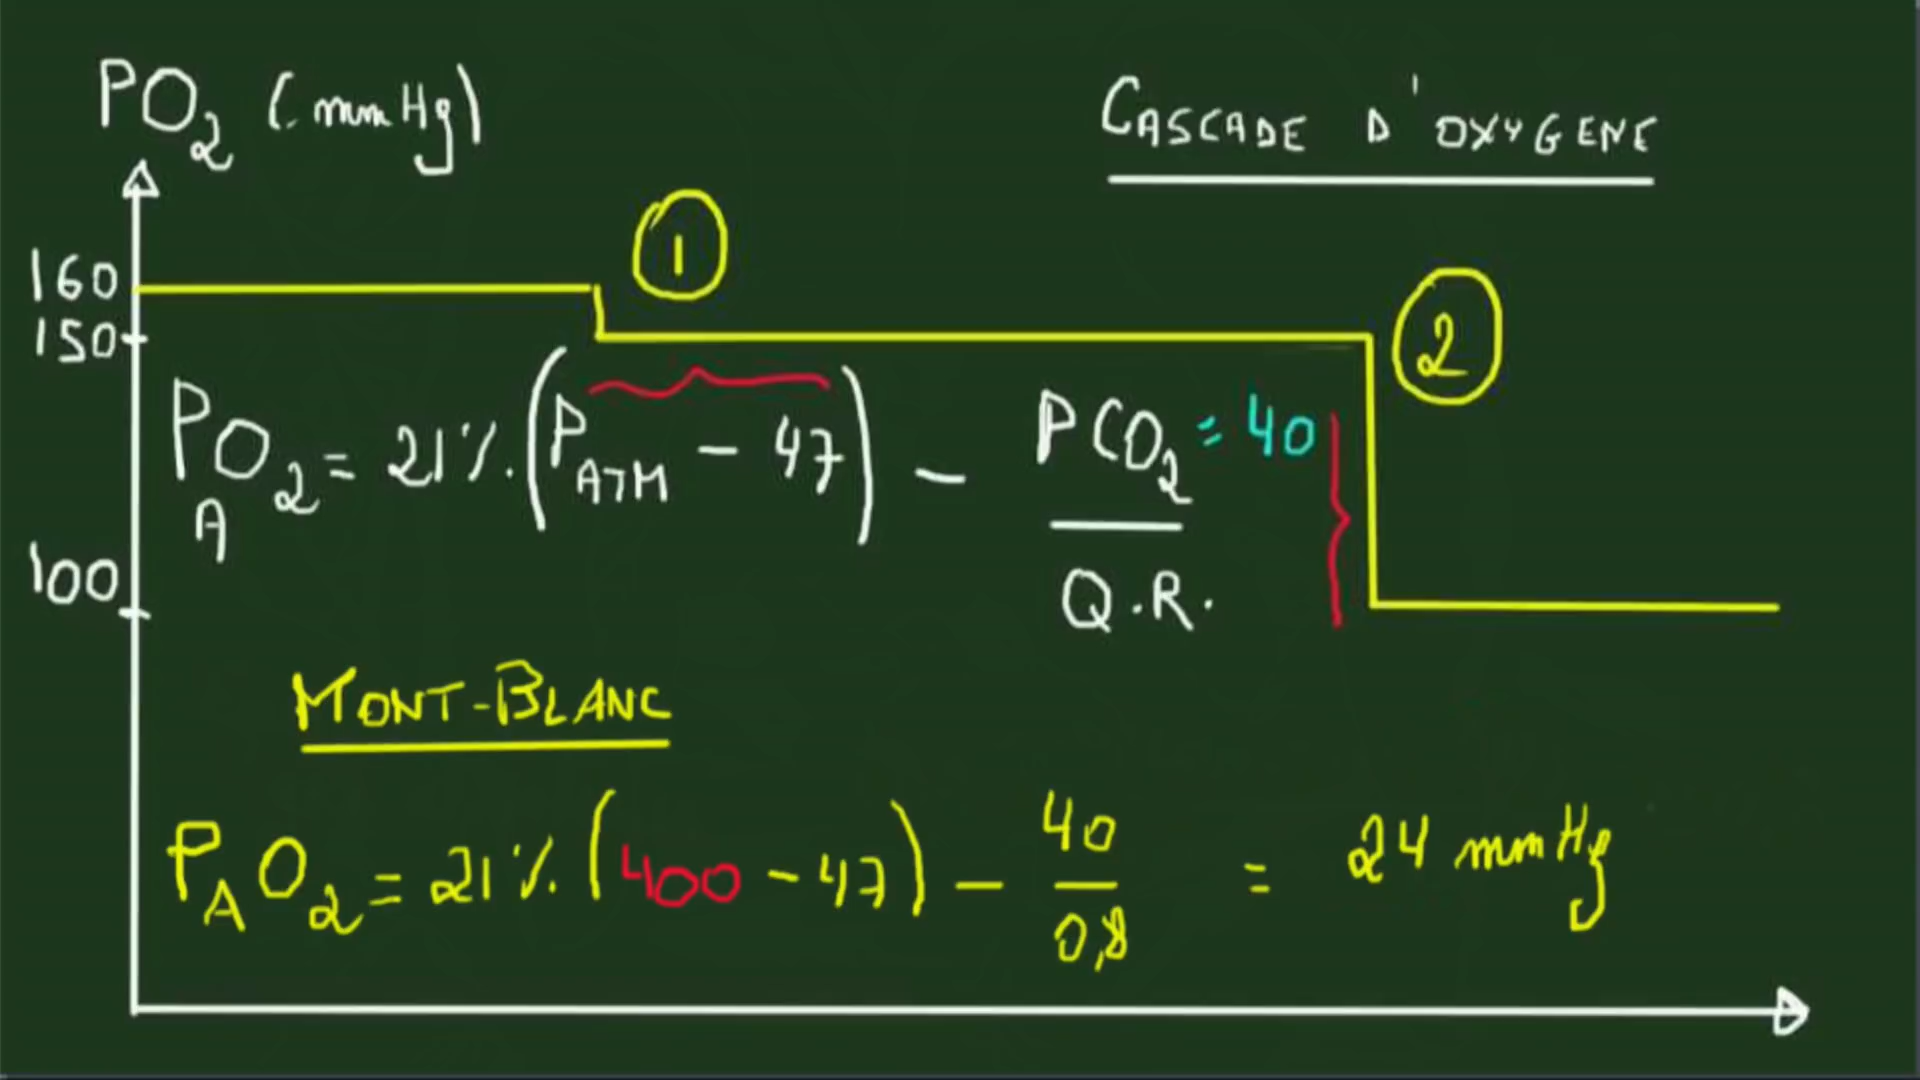 PO₂ (mmHg)
CASCADE D'OXYGENE
1
160
2
150
PAO₂ = 21%.(PATM - 47) - PCO₂ = 40
Q.R.
100
MONT-BLANC
PAO₂ = 21%.(400 - 47) - 40 = 24 mmHg
0,8